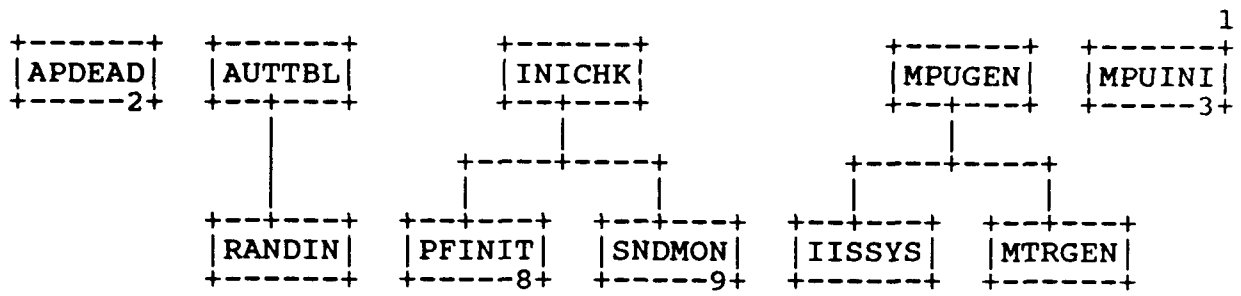 1
APDEAD AUTTBL INICHK MPUGEN MPUINI
2 3
RANDIN PFINIT SNDMON IISSYS MTRGEN
8 9